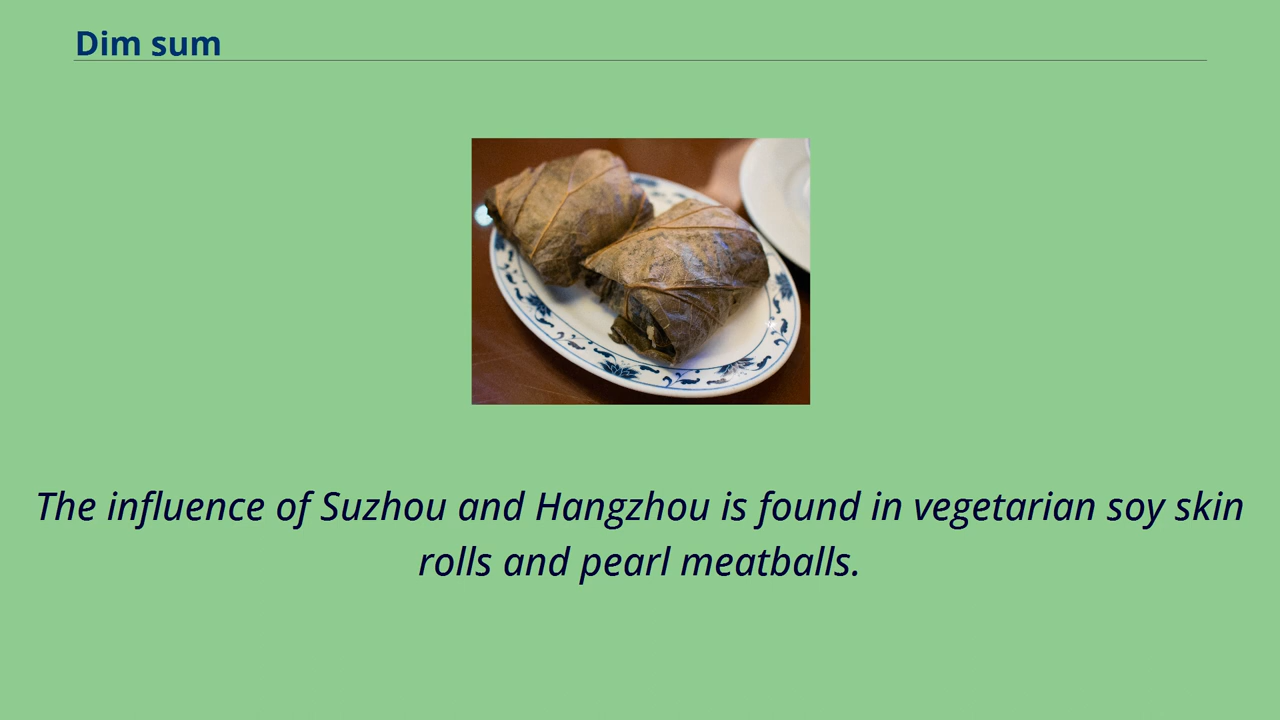 Dim sum
The influence of Suzhou and Hangzhou is found in vegetarian soy skin
rolls and pearl meatballs.